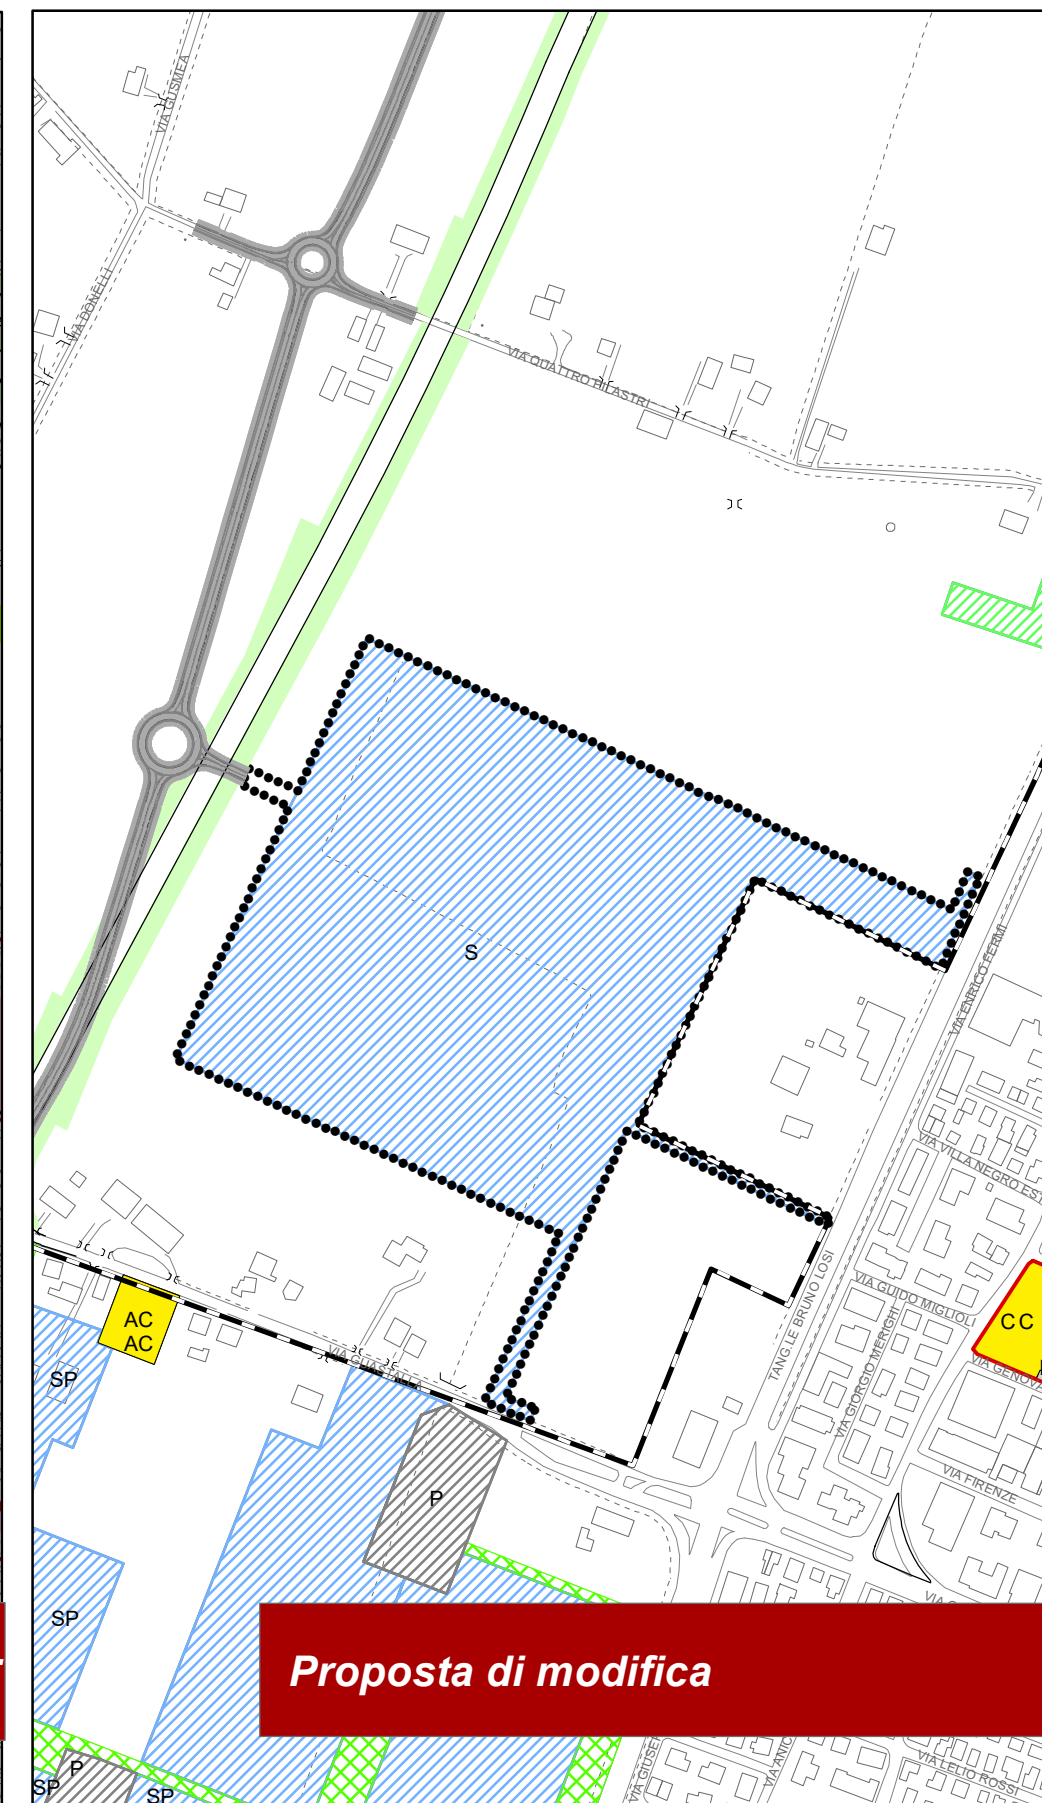 VIA GUSMEA
VIA DONELLI
VIA QUATTRO PILASTRI
S
VIA ENRICO FERMI
VIA VILLA NEGRO EST
VIA GUIDO MIGLIOLI
TANG.LE BRUNO LOSI
VIA GIORGIO MERIGHI
CC
VIA GENOVA
AC
AC
VIA GUASTALLA
SP
P
VIA FIRENZE
SP
Proposta di modifica
P
SP
SP
VIA LELIO ROSSI